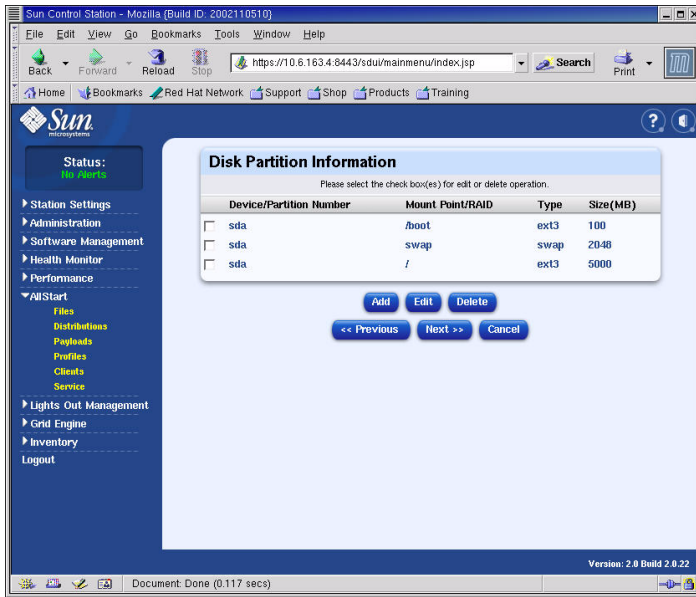 Sun Control Station - Mozilla {Build ID: 2002110510}
File Edit View Go Bookmarks Tools Window Help
Back Forward Reload Stop https://10.6.163.4:8443/sdui/mainmenu/index.jsp Search Print
Home Bookmarks Red Hat Network Support Shop Products Training
Sun
microsystems
?
Status:
No Alerts
Station Settings
Administration
Software Management
Health Monitor
Performance
AllStart
Files
Distributions
Payloads
Profiles
Clients
Service
Lights Out Management
Grid Engine
Inventory
Logout
Disk Partition Information
Please select the check box(es) for edit or delete operation.
Device/Partition Number Mount Point/RAID Type Size(MB)
sda /boot ext3 100
sda swap swap 2048
sda / ext3 5000
Add Edit Delete
<< Previous Next >> Cancel
Version: 2.0 Build 2.0.22
Document: Done (0.117 secs)